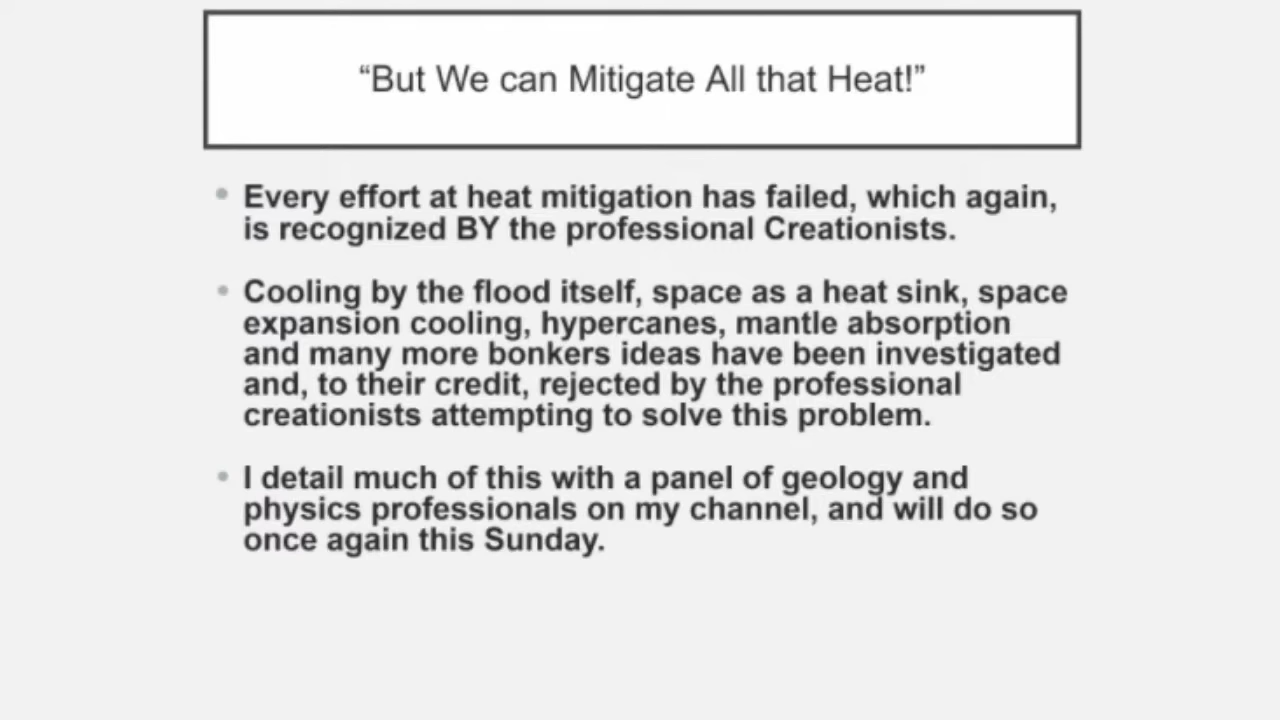 “But We can Mitigate All that Heat!”
• Every effort at heat mitigation has failed, which again,
is recognized BY the professional Creationists.
• Cooling by the flood itself, space as a heat sink, space
expansion cooling, hypercanes, mantle absorption
and many more bonkers ideas have been investigated
and, to their credit, rejected by the professional
creationists attempting to solve this problem.
• I detail much of this with a panel of geology and
physics professionals on my channel, and will do so
once again this Sunday.